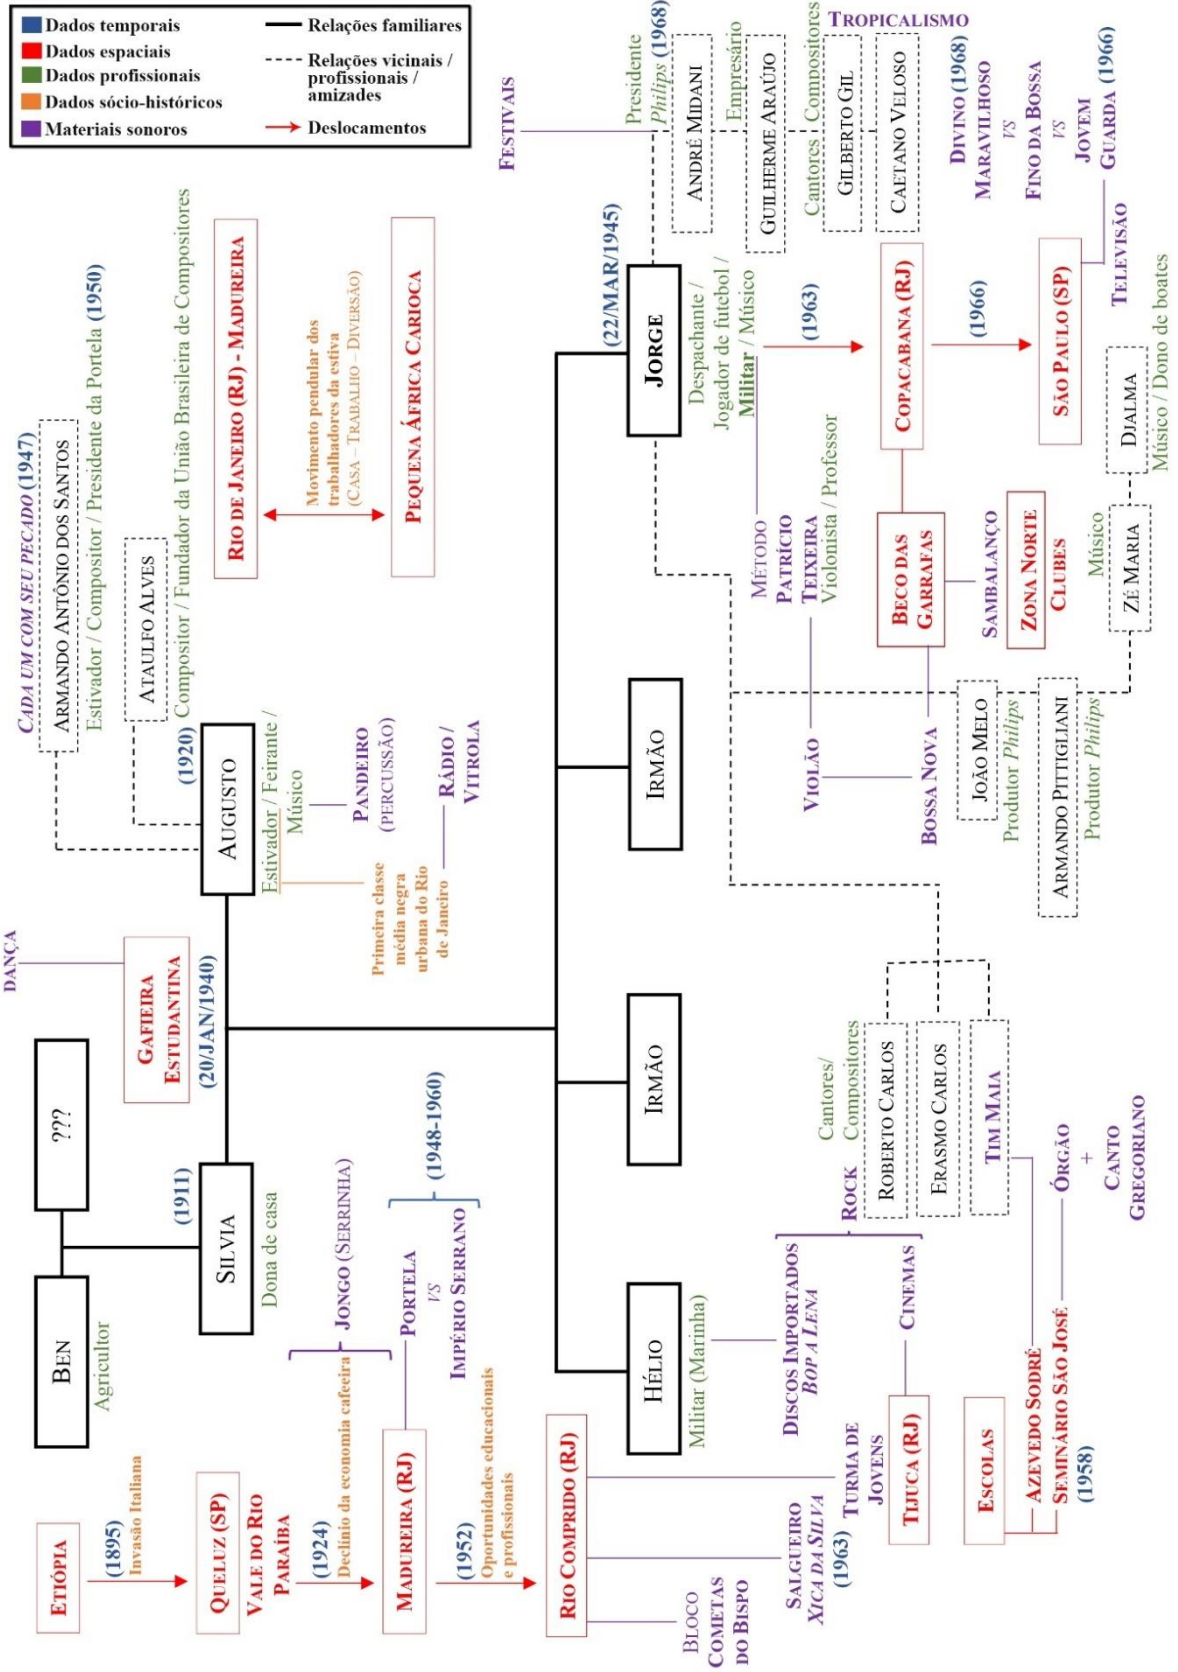 Dados temporais
Dados espaciais
Dados profissionais
Dados sócio-históricos
Materiais sonoros
Relações familiares
Relações vicinais /
profissionais /
amizades
Deslocamentos
ETIÓPIA
(1895)
Invasão Italiana
QUELUZ (SP)
VALE DO RIO
PARAÍBA
(1924)
Declínio da economia cafeeira
JONGO (SERRINHA)
MADUREIRA (RJ)
PORTELA
VS
IMPÉRIO SERRANO
(1948-1960)
(1952)
Oportunidades educacionais
e profissionais
RIO COMPRIDO (RJ)
BLOCO
COMETAS
DO BISPO
SALGUEIRO
XICA DA SILVA
(1963)
TURMA DE
JOVENS
TIJUCA (RJ)
CINEMAS
ESCOLAS
AZEVEDO SODRÉ
SEMINÁRIO SÃO JOSÉ
(1958)
ÓRGÃO
+
CANTO
GREGORIANO
BEN
Agricultor
???
SILVIA
(1911)
Dona de casa
DANÇA
GAFIEIRA
ESTUDANTINA
(20/JAN/1940)
AUGUSTO
(1920)
Estivador / Feirante /
Músico
Primeira classe
média negra
urbana do Rio
de Janeiro
PANDEIRO
(PERCUSSÃO)
RÁDIO /
VITROLA
CADA UM COM SEU PECADO (1947)
ARMANDO ANTÔNIO DOS SANTOS
Estivador / Compositor / Presidente da Portela (1950)
ATAULFO ALVES
Compositor / Fundador da União Brasileira de Compositores
RIO DE JANEIRO (RJ) - MADUREIRA
Movimento pendular dos
trabalhadores da estiva
(CASA – TRABALHO – DIVERSÃO)
PEQUENA ÁFRICA CARIOCA
HÉLIO
Militar (Marinha)
DISCOS IMPORTADOS
BOP A LENA
ROCK
IRMÃO
IRMÃO
JORGE
(22/MAR/1945)
Despachante /
Jogador de futebol /
Militar / Músico
Cantores/
Compositores
ROBERTO CARLOS
ERASMO CARLOS
TIM MAIA
MÉTODO
PATRÍCIO
TEIXEIRA
Violonista / Professor
VIOLÃO
BOSSA NOVA
(1963)
COPACABANA (RJ)
BECO DAS
GARRAFAS
SAMBALANÇO
ZONA NORTE
CLUBES
(1966)
SÃO PAULO (SP)
TELEVISÃO
JOÃO MELO
Produtor Philips
ARMANDO PITTIGLIANI
Produtor Philips
Músico
ZÉ MARIA
DJALMA
Músico / Dono de boates
FESTIVAIS
Presidente
Philips (1968)
ANDRÉ MIDANI
Empresário
GUILHERME ARAÚJO
Cantores Compositores
GILBERTO GIL
CAETANO VELOSO
TROPICALISMO
DIVINO (1968)
MARAVILHOSO
VS
FINO DA BOSSA
VS
JOVEM
GUARDA (1966)